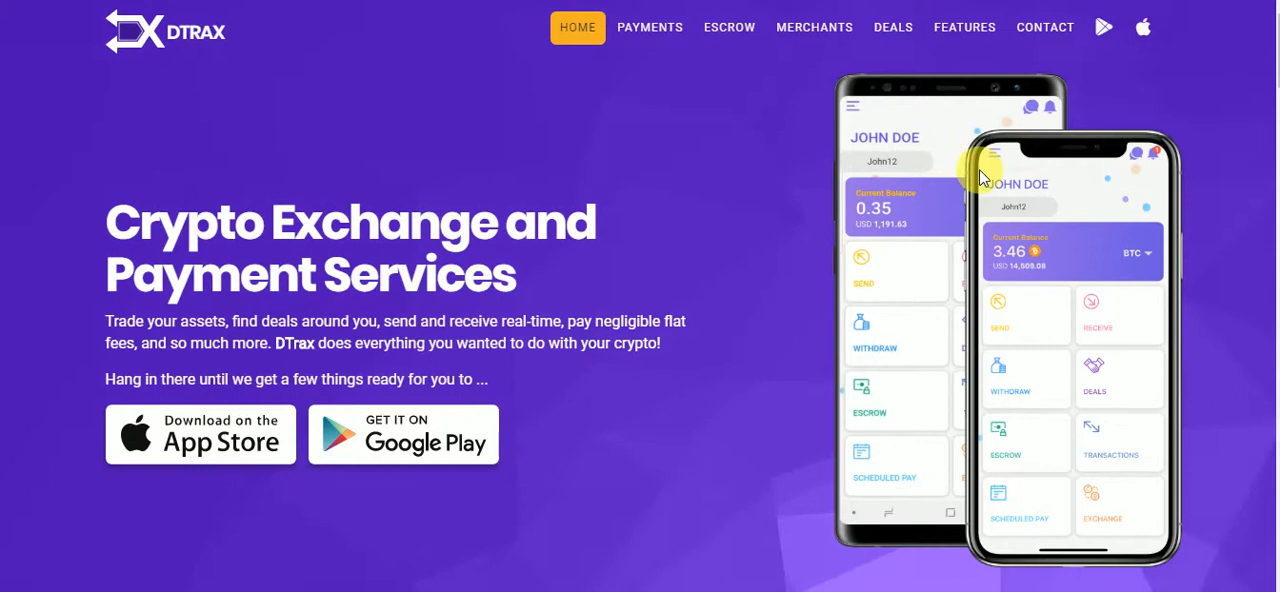 DTRAX
HOME PAYMENTS ESCROW MERCHANTS DEALS FEATURES CONTACT
Crypto Exchange and
Payment Services
Trade your assets, find deals around you, send and receive real-time, pay negligible flat
fees, and so much more. DTrax does everything you wanted to do with your crypto!
Hang in there until we get a few things ready for you to ...
Download on the
App Store
GET IT ON
Google Play
JOHN DOE
John12
Current Balance
0.35
USD 1,191.63
SEND
WITHDRAW
ESCROW
SCHEDULED PAY
JOHN DOE
John12
Current Balance
3.46
BTC
USD 14,609.08
SEND RECEIVE
WITHDRAW DEALS
ESCROW TRANSACTIONS
SCHEDULED PAY EXCHANGE